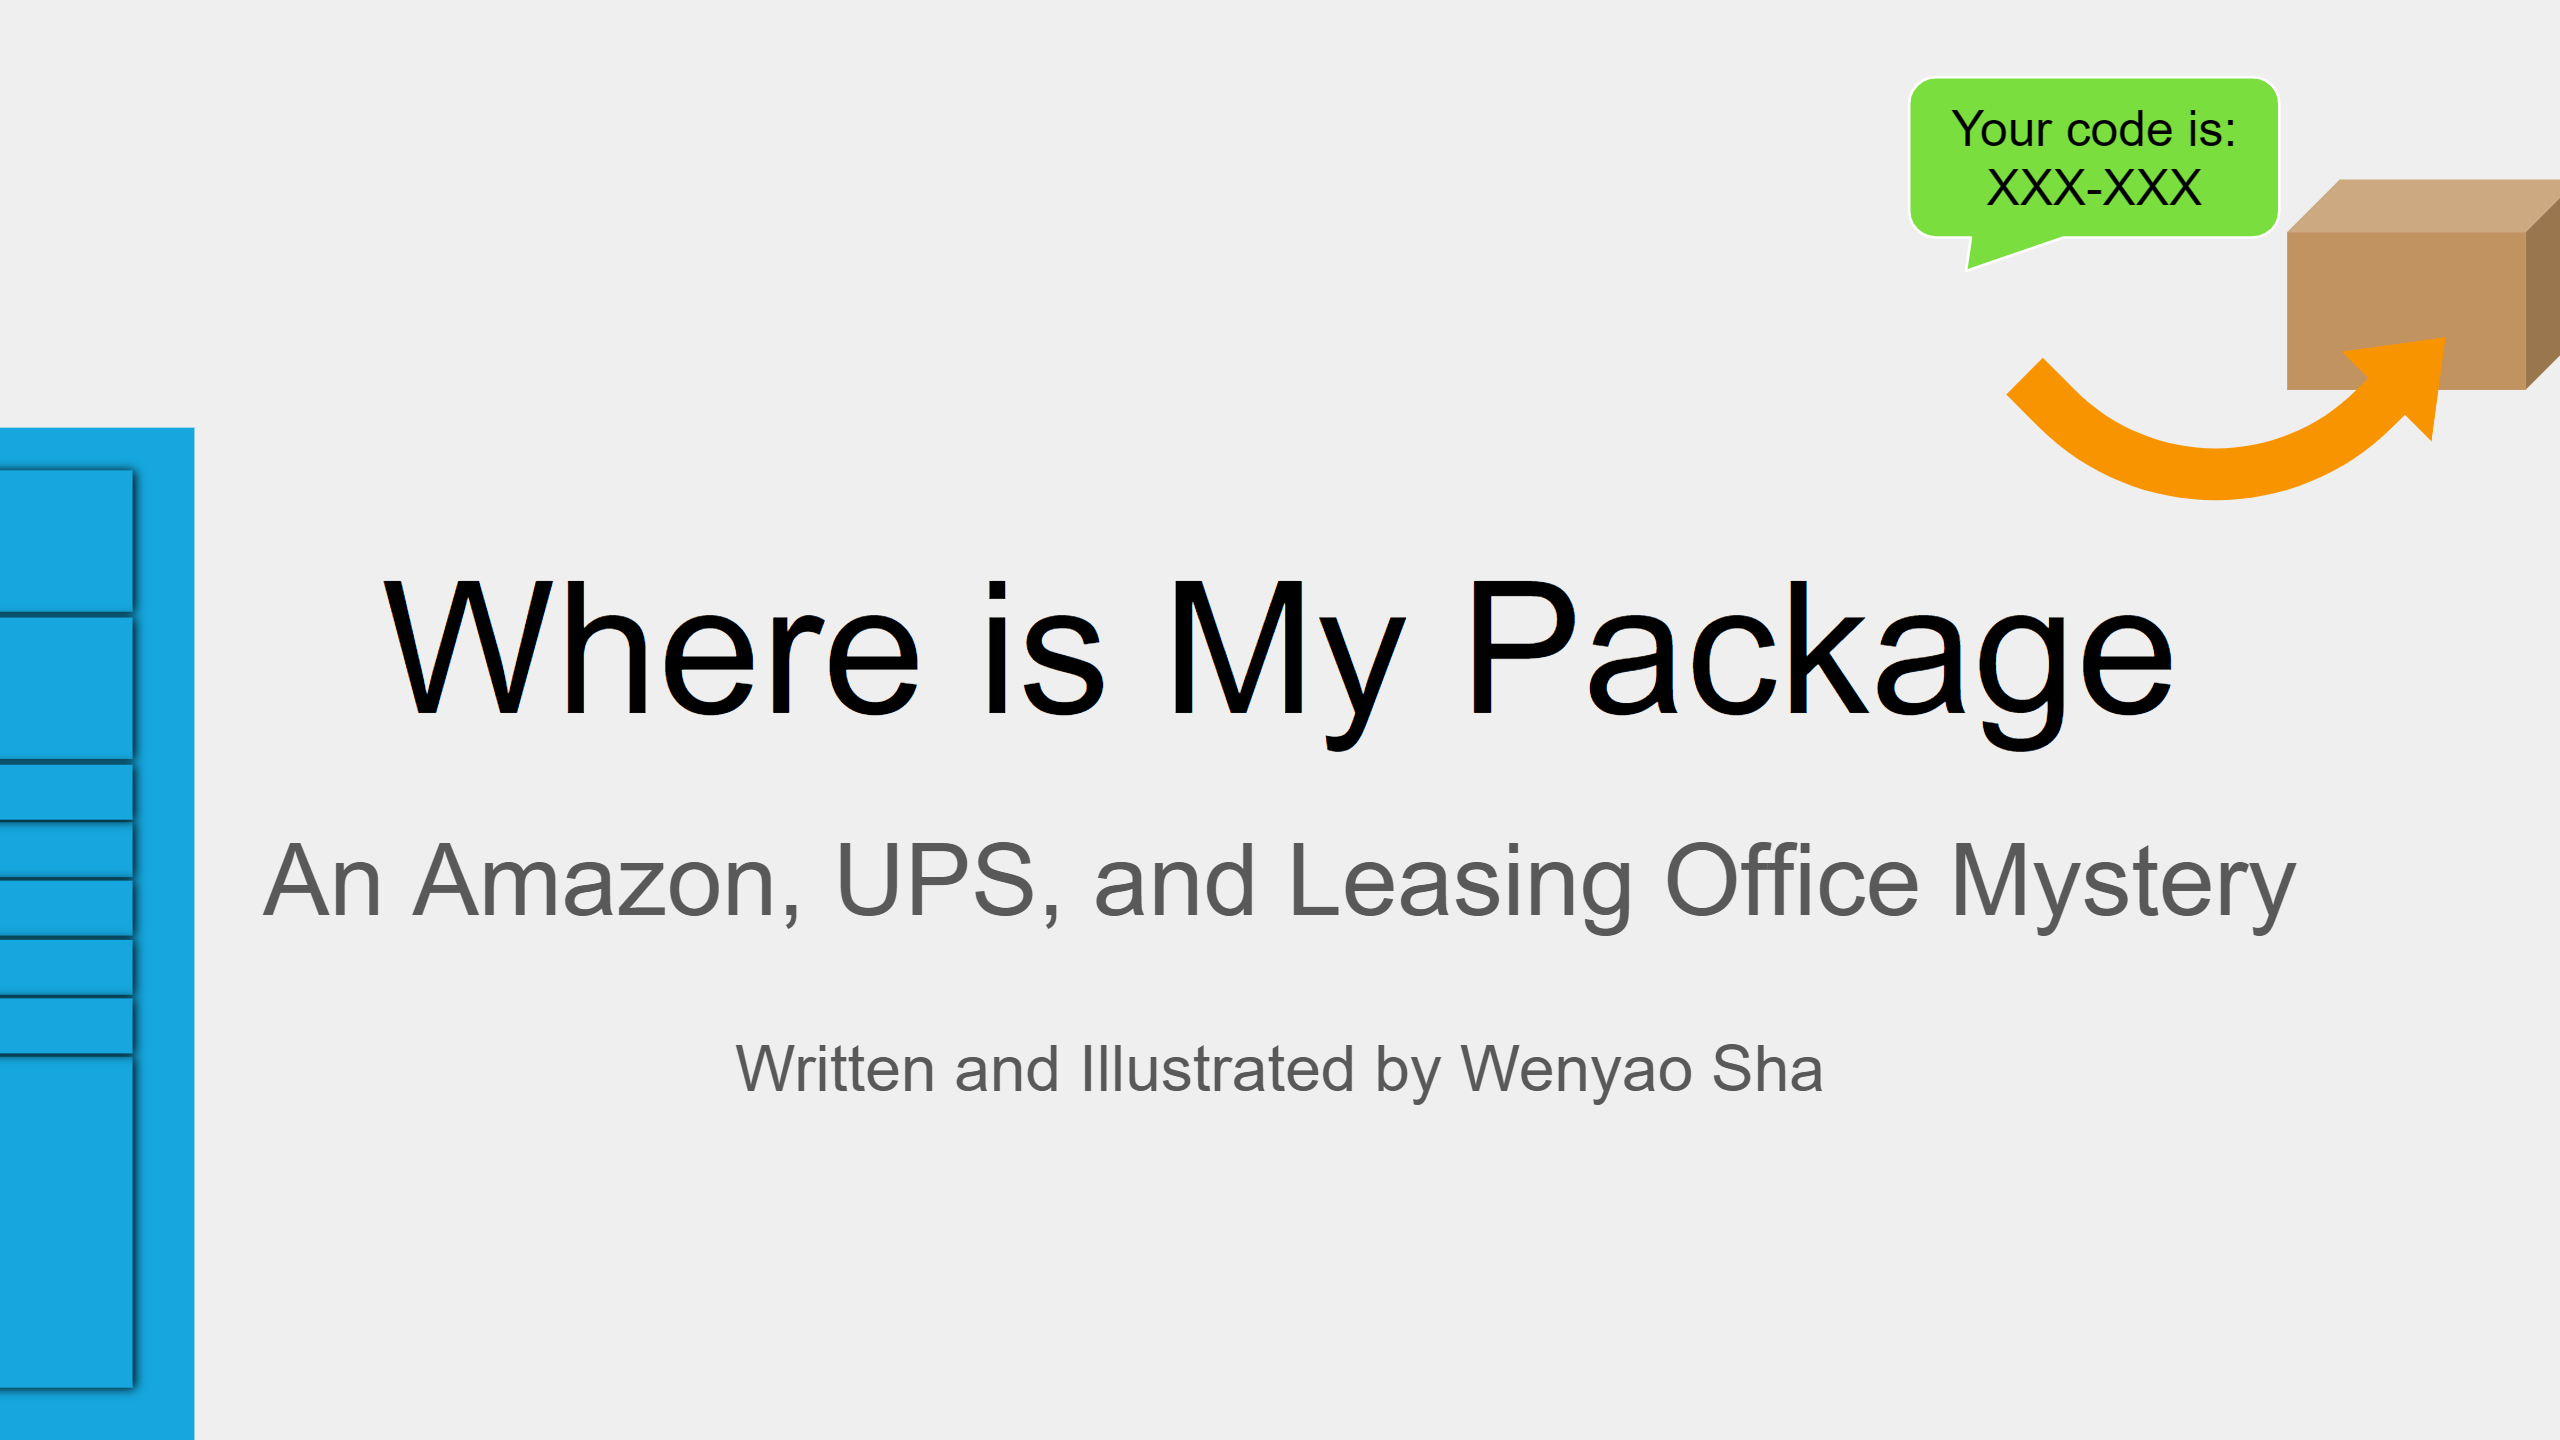 Your code is:
XXX-XXX
Where is My Package
An Amazon, UPS, and Leasing Office Mystery
Written and Illustrated by Wenyao Sha